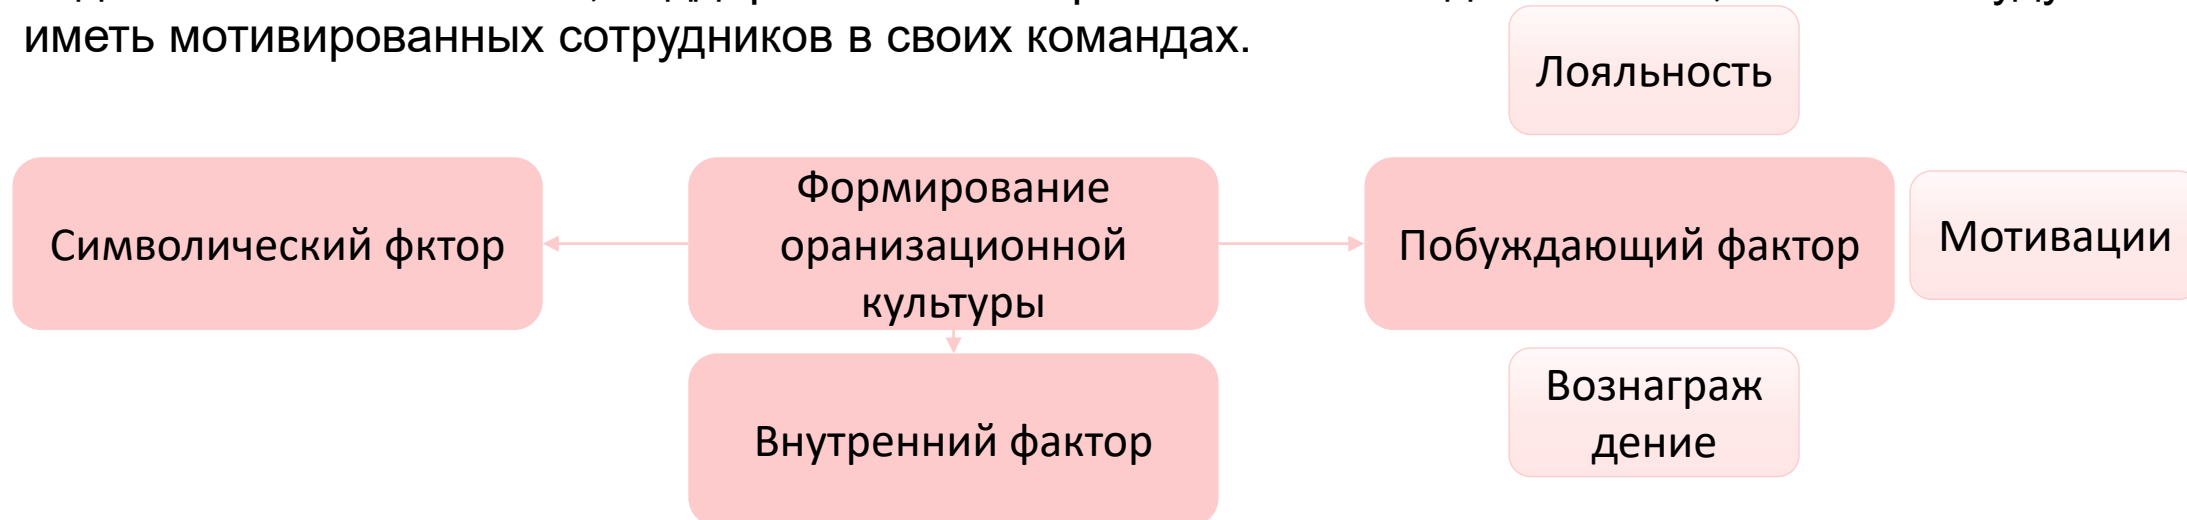 иметь мотивированных сотрудников в своих командах.
Лояльность
Символический фктор
Формирование
оранизационной
культуры
Побуждающий фактор
Мотивации
Внутренний фактор
Вознаграж
дение